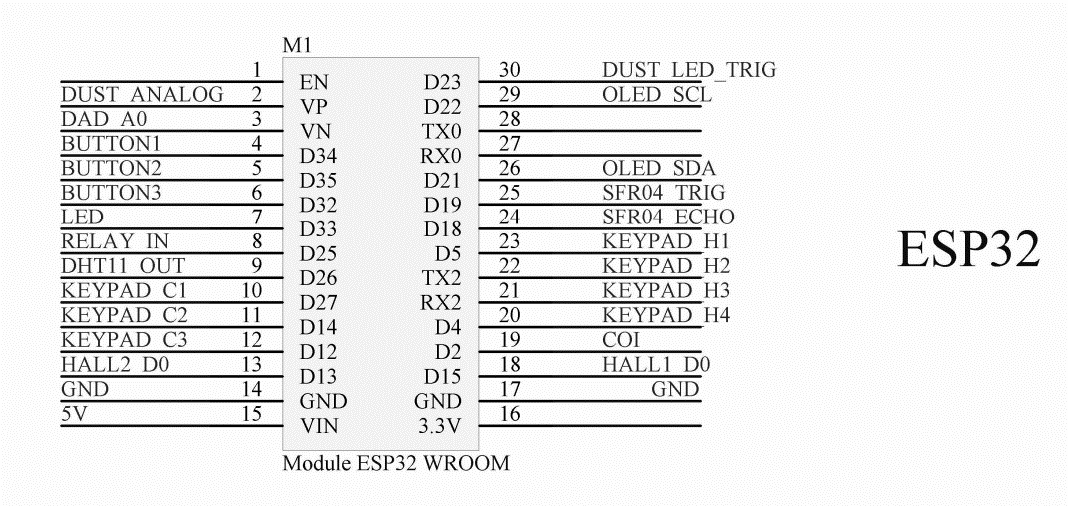 M1
1 EN D23 30 DUST_LED_TRIG
DUST_ANALOG 2 VP D22 29 OLED_SCL
DAD_A0 3 VN TX0 28
BUTTON1 4 D34 RX0 27
BUTTON2 5 D35 D21 26 OLED_SDA
BUTTON3 6 D32 D19 25 SFR04_TRIG
LED 7 D33 D18 24 SFR04_ECHO
RELAY_IN 8 D25 D5 23 KEYPAD_H1
DHT11_OUT 9 D26 TX2 22 KEYPAD_H2
KEYPAD_C1 10 D27 RX2 21 KEYPAD_H3
KEYPAD_C2 11 D14 D4 20 KEYPAD_H4
KEYPAD_C3 12 D12 D2 19 COI
HALL2_D0 13 D13 D15 18 HALL1_D0
GND 14 GND GND 17 GND
5V 15 VIN 3.3V 16
Module ESP32 WROOM
ESP32